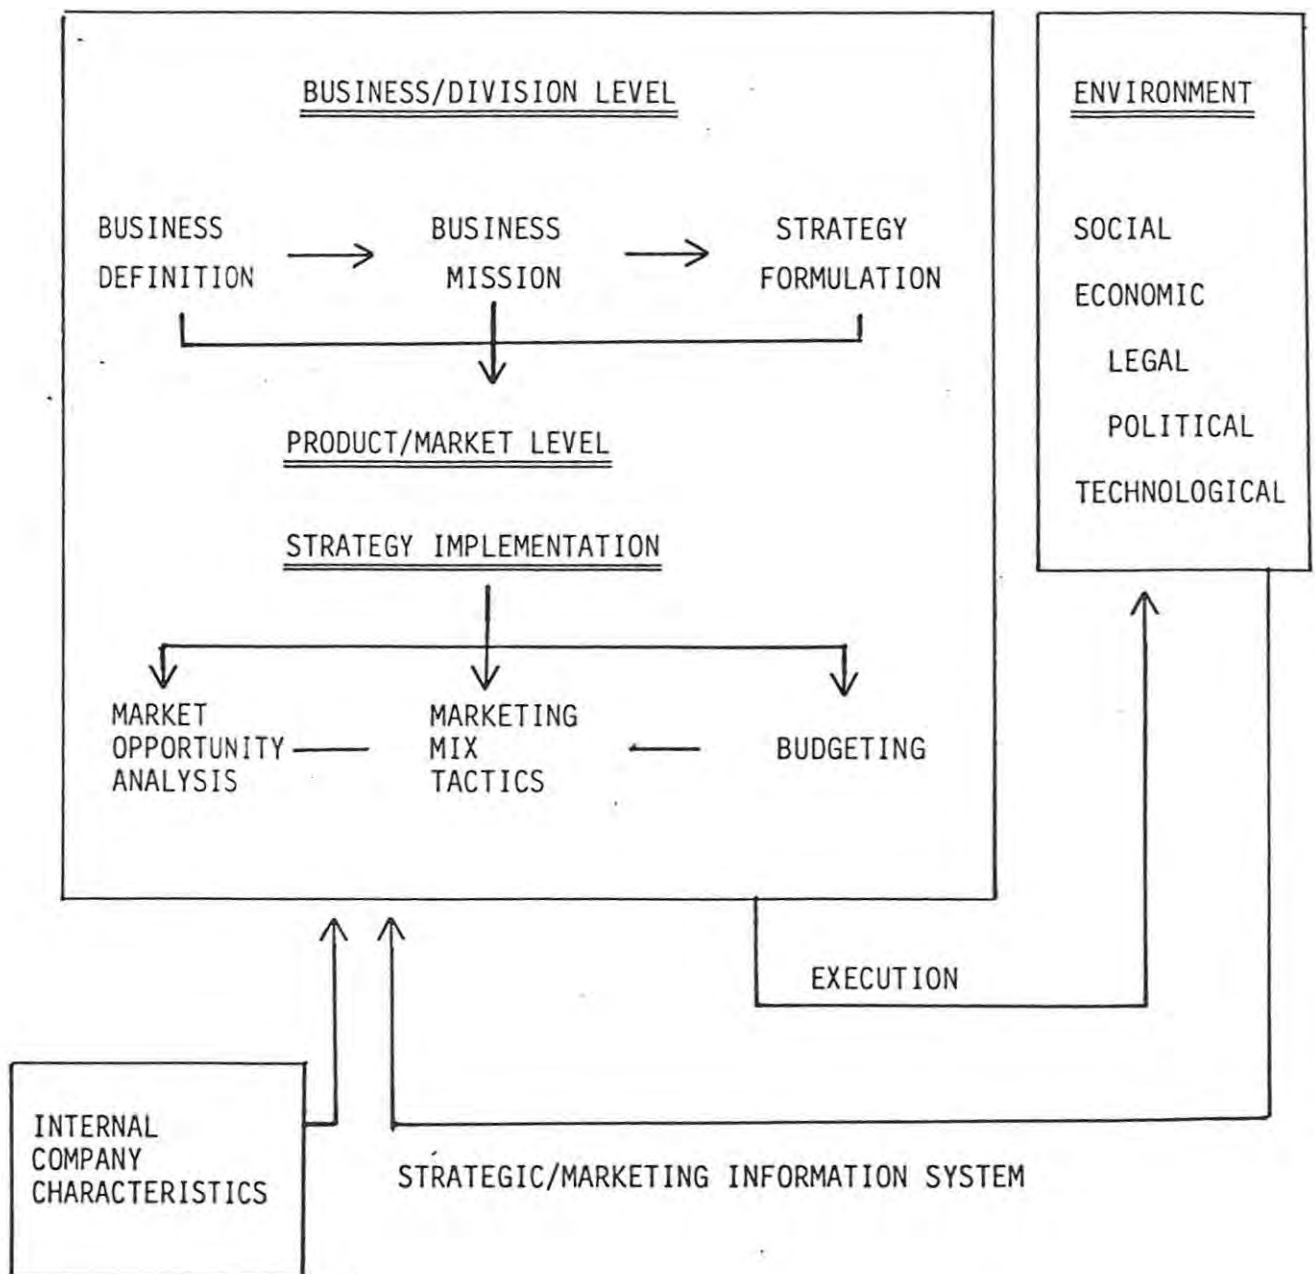 BUSINESS/DIVISION LEVEL
BUSINESS
DEFINITION
BUSINESS
MISSION
STRATEGY
FORMULATION
PRODUCT/MARKET LEVEL
STRATEGY IMPLEMENTATION
MARKET
OPPORTUNITY
ANALYSIS
MARKETING
MIX
TACTICS
BUDGETING
ENVIRONMENT
SOCIAL
ECONOMIC
LEGAL
POLITICAL
TECHNOLOGICAL
EXECUTION
INTERNAL
COMPANY
CHARACTERISTICS
STRATEGIC/MARKETING INFORMATION SYSTEM